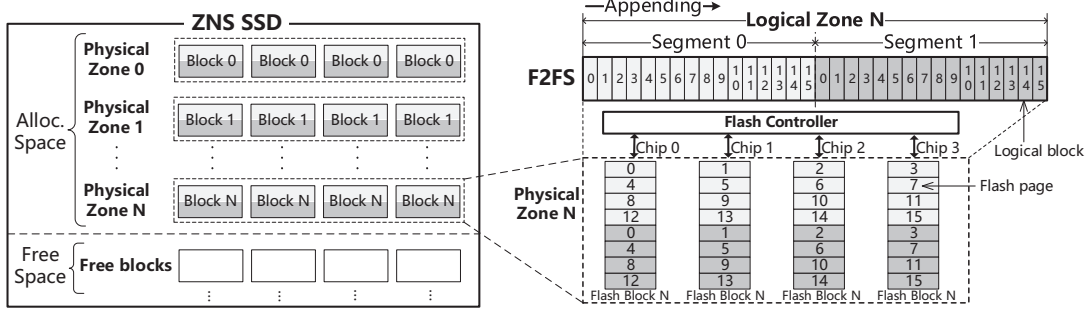 ZNS SSD
Physical
Zone 0
Block 0 Block 0 Block 0 Block 0
Alloc.
Space
Physical
Zone 1
Block 1 Block 1 Block 1 Block 1
Physical
Zone N
Block N Block N Block N Block N
Free
Space
Free blocks
Appending
Logical Zone N
Segment 0 Segment 1
F2FS
0 1 2 3 4 5 6 7 8 9 10 11 12 13 14 15 0 1 2 3 4 5 6 7 8 9 10 11 12 13 14 15
Flash Controller
Logical block
Chip 0 Chip 1 Chip 2 Chip 3
Physical
Zone N
Flash page
0 1 2 3
4 5 6 7
8 9 10 11
12 13 14 15
0 1 2 3
4 5 6 7
8 9 10 11
12 13 14 15
Flash Block N Flash Block N Flash Block N Flash Block N